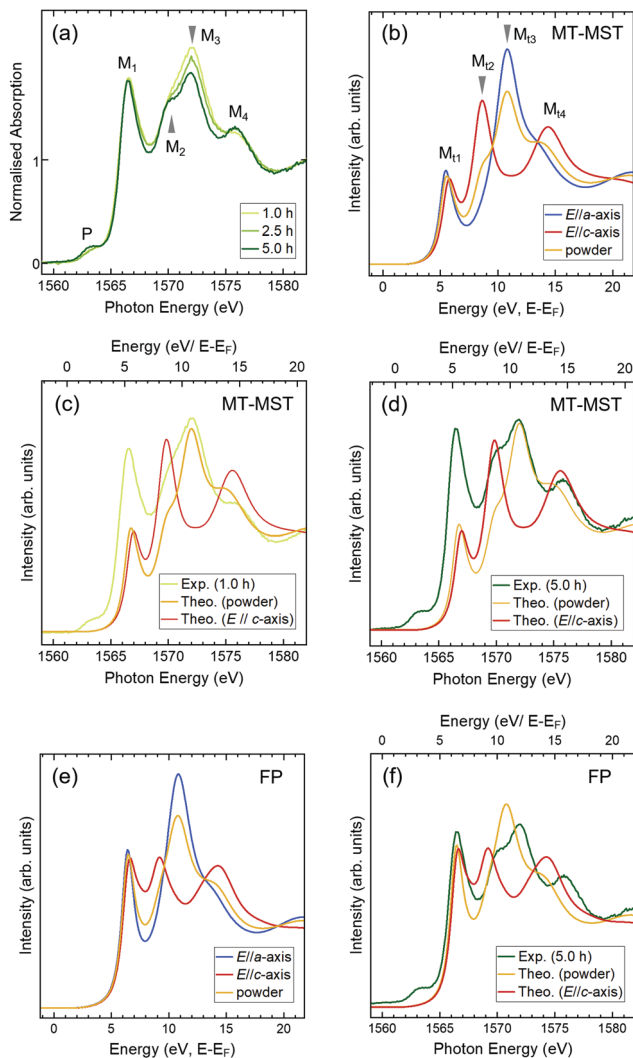 (a)
M1
M2
M3
M4
P
Normalised Absorption
1
0
1.0 h
2.5 h
5.0 h
1560 1565 1570 1575 1580
Photon Energy (eV)
(b)
MT-MST
Mt1
Mt2
Mt3
Mt4
Intensity (arb. units)
E//a-axis
E//c-axis
powder
0 5 10 15 20
Energy (eV, E-EF)
Energy (eV/ E-EF)
0 5 10 15 20
(c)
MT-MST
Intensity (arb. units)
Exp. (1.0 h)
Theo. (powder)
Theo. (E // c-axis)
1560 1565 1570 1575 1580
Photon Energy (eV)
Energy (eV/ E-EF)
0 5 10 15 20
(d)
MT-MST
Intensity (arb. units)
Exp. (5.0 h)
Theo. (powder)
Theo. (E//c-axis)
1560 1565 1570 1575 1580
Photon Energy (eV)
(e)
FP
Intensity (arb. units)
E//a-axis
E//c-axis
powder
0 5 10 15 20
Energy (eV, E-EF)
Energy (eV/ E-EF)
0 5 10 15 20
(f)
FP
Intensity (arb. units)
Exp. (5.0 h)
Theo. (powder)
Theo. (E//c-axis)
1560 1565 1570 1575 1580
Photon Energy (eV)